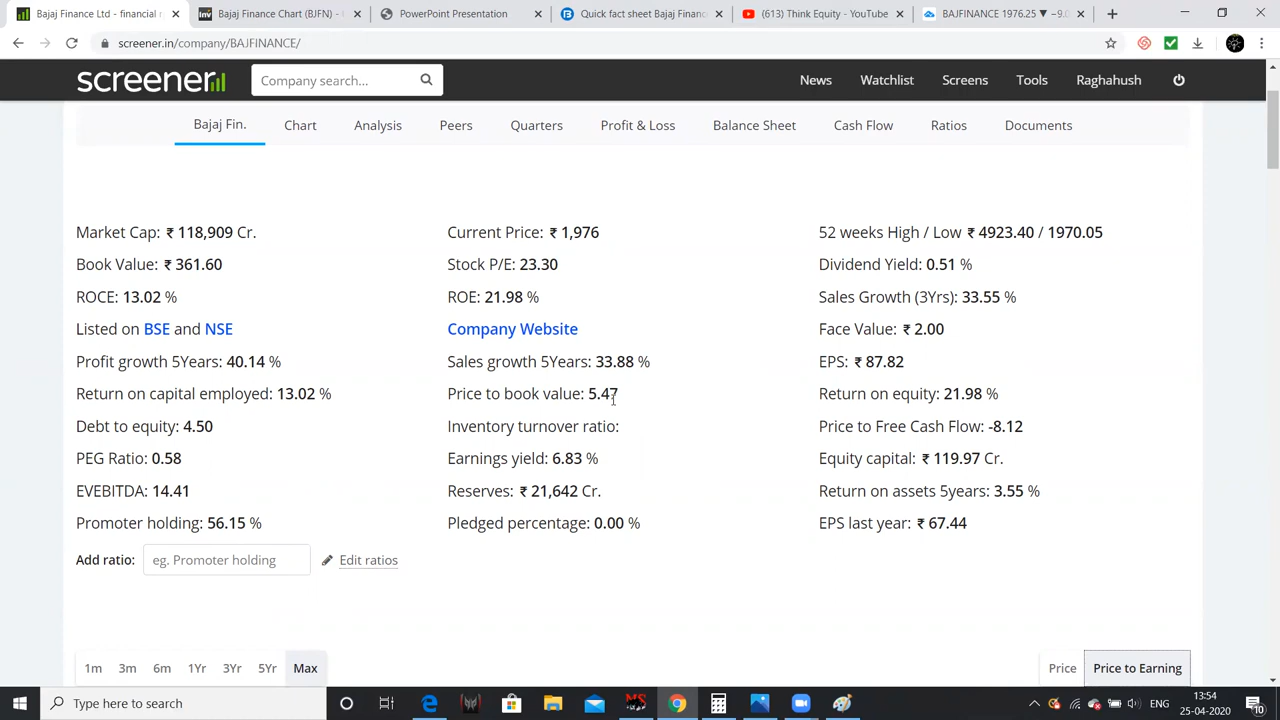 Bajaj Finance Ltd - financial r
Bajaj Finance Chart (BJFN) -
PowerPoint Presentation
Quick fact sheet Bajaj Finan
(613) Think Equity - YouTube
BAJFINANCE 1976.25 ▼ −9.
screener.in/company/BAJFINANCE/
screener
Company search...
News
Watchlist
Screens
Tools
Raghahush
Bajaj Fin.
Chart
Analysis
Peers
Quarters
Profit & Loss
Balance Sheet
Cash Flow
Ratios
Documents
Market Cap: ₹ 118,909 Cr.
Current Price: ₹ 1,976
52 weeks High / Low ₹ 4923.40 / 1970.05
Book Value: ₹ 361.60
Stock P/E: 23.30
Dividend Yield: 0.51 %
ROCE: 13.02 %
ROE: 21.98 %
Sales Growth (3Yrs): 33.55 %
Listed on BSE and NSE
Company Website
Face Value: ₹ 2.00
Profit growth 5Years: 40.14 %
Sales growth 5Years: 33.88 %
EPS: ₹ 87.82
Return on capital employed: 13.02 %
Price to book value: 5.47
Return on equity: 21.98 %
Debt to equity: 4.50
Inventory turnover ratio:
Price to Free Cash Flow: -8.12
PEG Ratio: 0.58
Earnings yield: 6.83 %
Equity capital: ₹ 119.97 Cr.
EVEBITDA: 14.41
Reserves: ₹ 21,642 Cr.
Return on assets 5years: 3.55 %
Promoter holding: 56.15 %
Pledged percentage: 0.00 %
EPS last year: ₹ 67.44
Add ratio:
eg. Promoter holding
Edit ratios
1m
3m
6m
1Yr
3Yr
5Yr
Max
Price
Price to Earning
Type here to search
ENG
13:54
25-04-2020